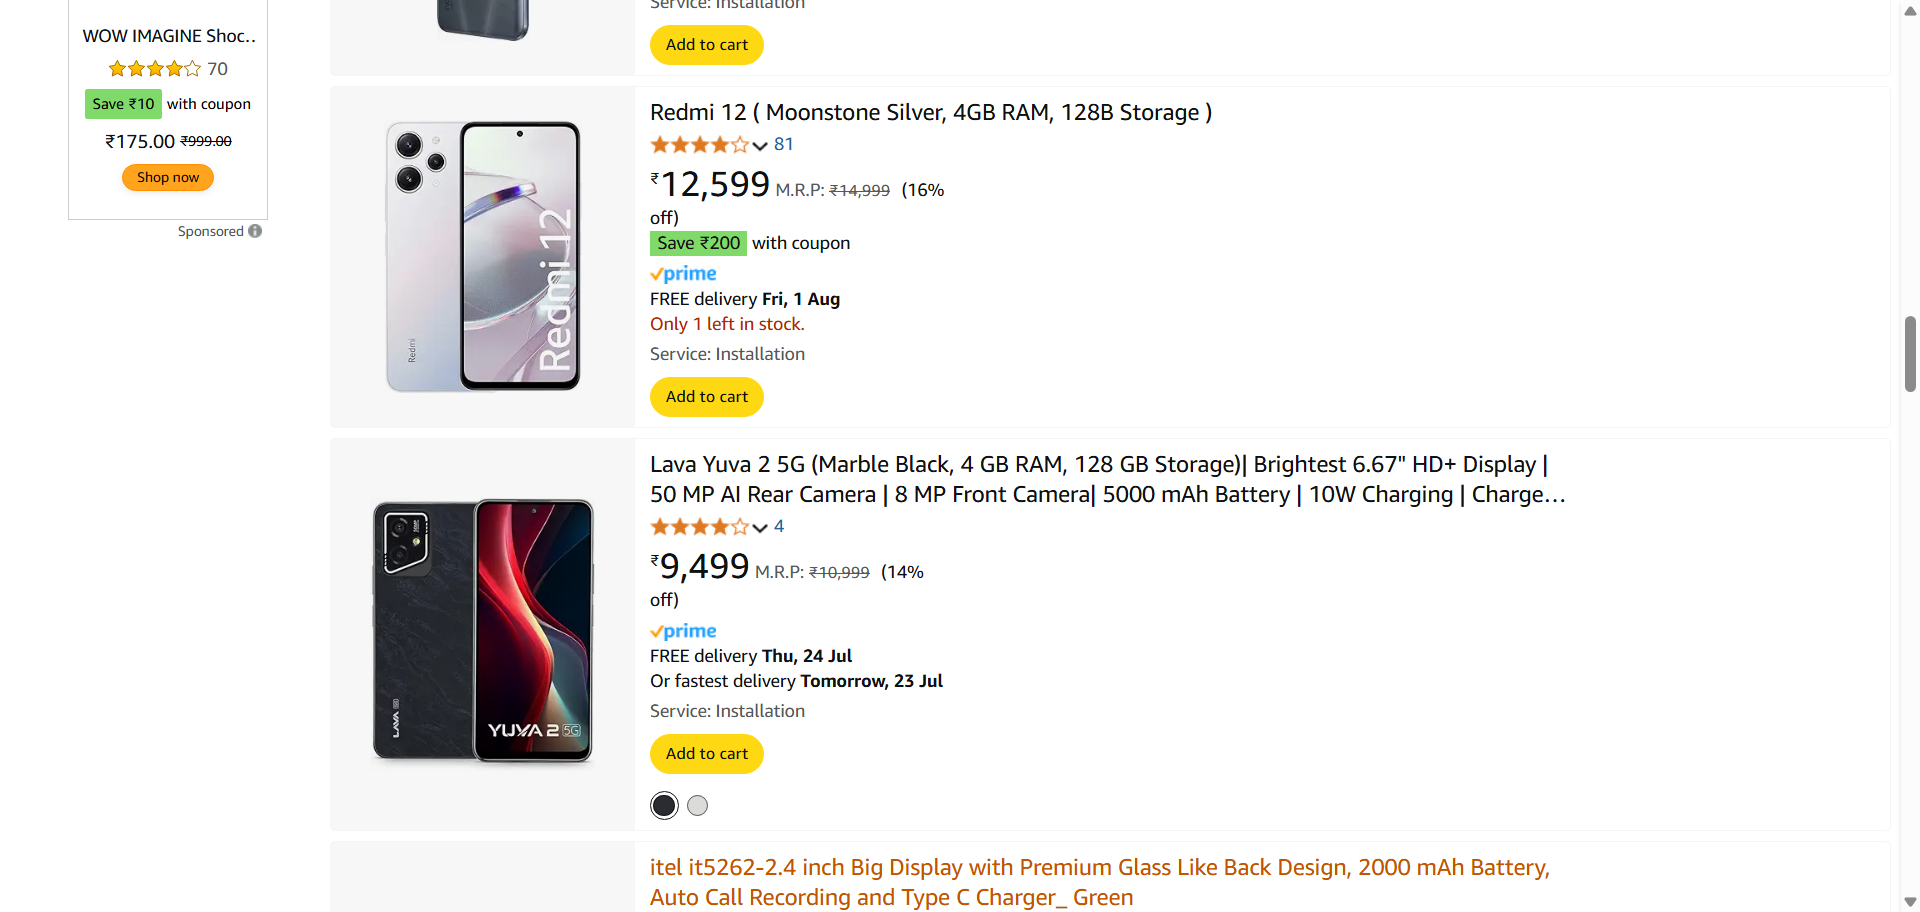 WOW IMAGINE Shoc..
70
Save ₹10 with coupon
₹175.00 ₹999.00
Shop now
Sponsored
Service: Installation
Add to cart
Redmi 12
Redmi
Redmi 12 ( Moonstone Silver, 4GB RAM, 128B Storage )
81
₹12,599 M.R.P: ₹14,999 (16%
off)
Save ₹200 with coupon
prime
FREE delivery Fri, 1 Aug
Only 1 left in stock.
Service: Installation
Add to cart
LAVA 5G
YUVA 2 5G
Lava Yuva 2 5G (Marble Black, 4 GB RAM, 128 GB Storage)| Brightest 6.67" HD+ Display |
50 MP AI Rear Camera | 8 MP Front Camera| 5000 mAh Battery | 10W Charging | Charge…
4
₹9,499 M.R.P: ₹10,999 (14%
off)
prime
FREE delivery Thu, 24 Jul
Or fastest delivery Tomorrow, 23 Jul
Service: Installation
Add to cart
itel it5262-2.4 inch Big Display with Premium Glass Like Back Design, 2000 mAh Battery,
Auto Call Recording and Type C Charger_ Green